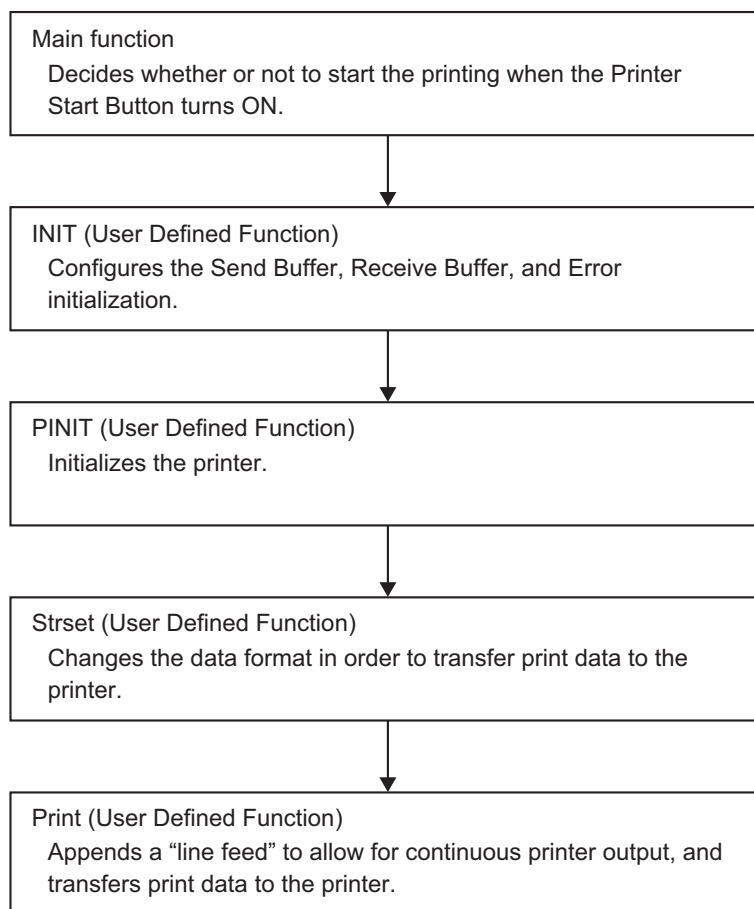 Main function
Decides whether or not to start the printing when the Printer
Start Button turns ON.
INIT (User Defined Function)
Configures the Send Buffer, Receive Buffer, and Error
initialization.
PINIT (User Defined Function)
Initializes the printer.
Strset (User Defined Function)
Changes the data format in order to transfer print data to the
printer.
Print (User Defined Function)
Appends a “line feed” to allow for continuous printer output, and
transfers print data to the printer.